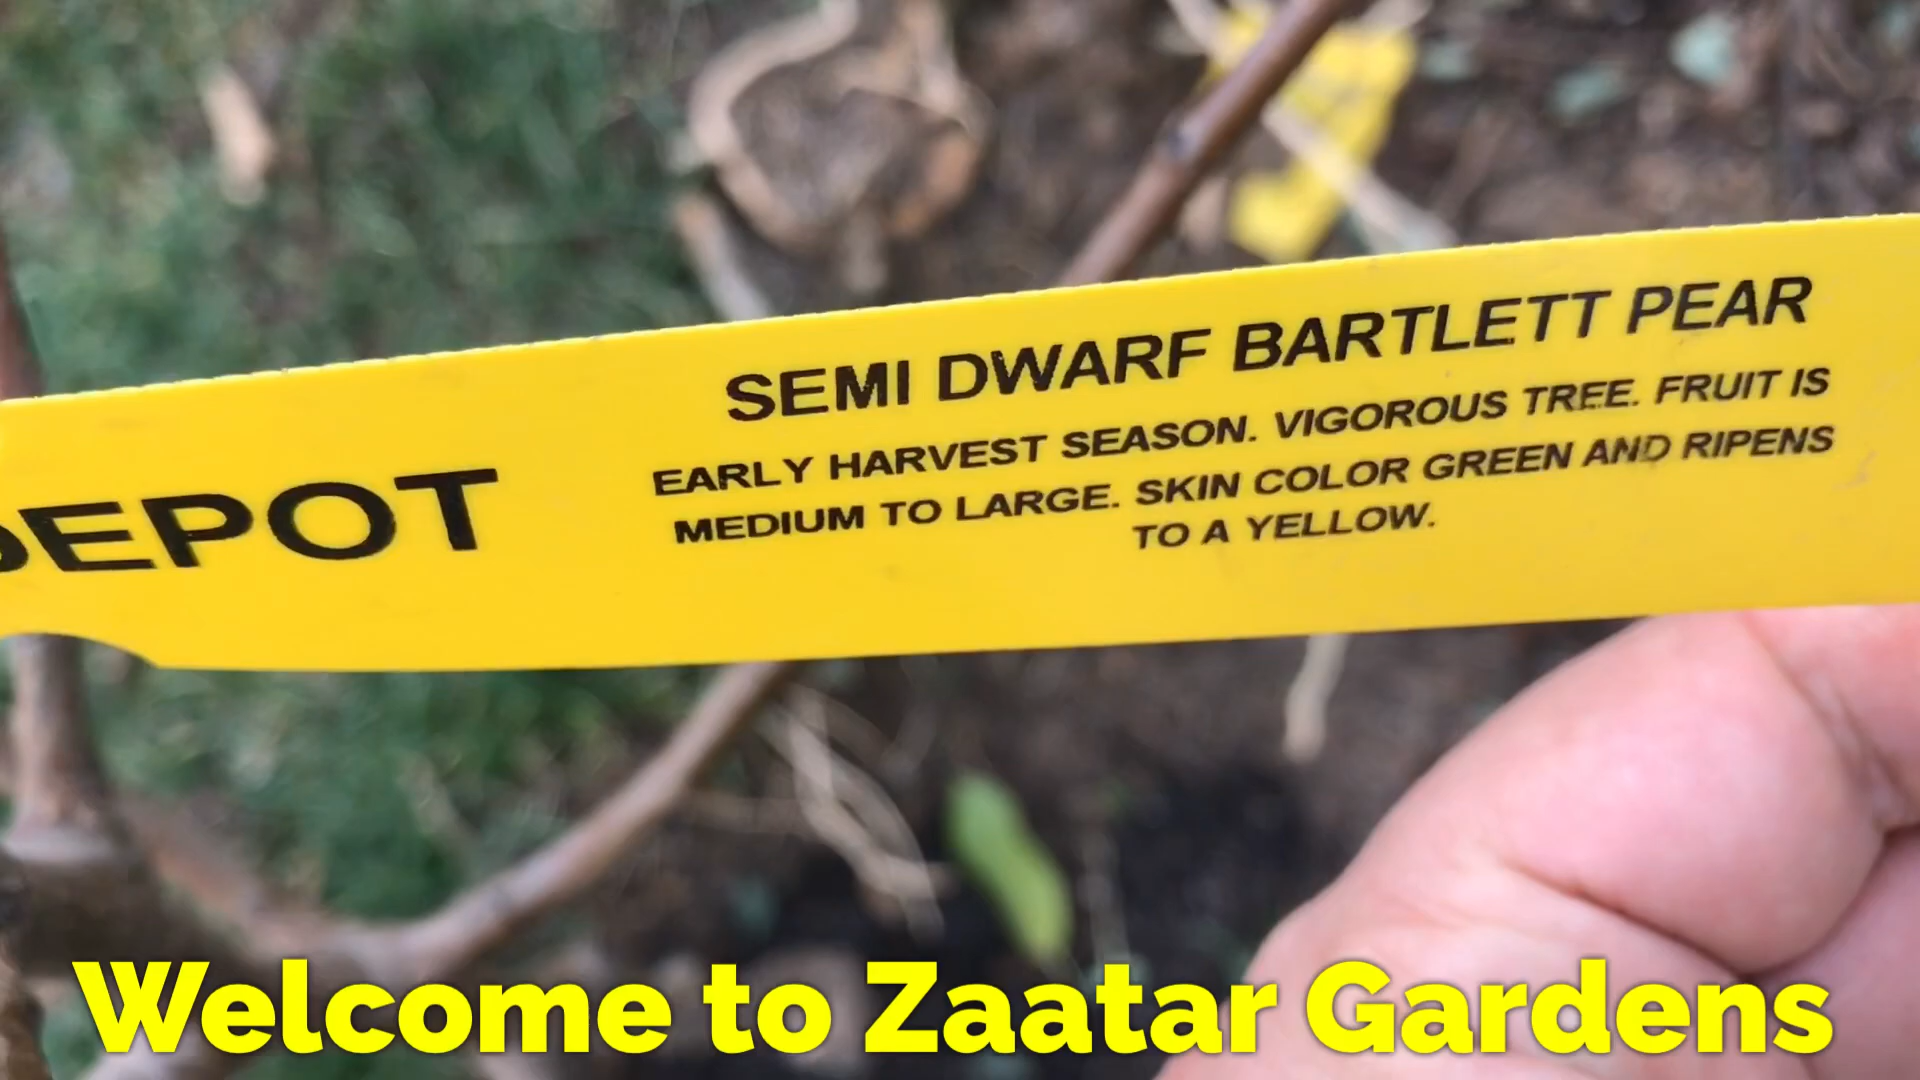 DEPOT
SEMI DWARF BARTLETT PEAR
EARLY HARVEST SEASON. VIGOROUS TREE. FRUIT IS
MEDIUM TO LARGE. SKIN COLOR GREEN AND RIPENS
TO A YELLOW.
Welcome to Zaatar Gardens